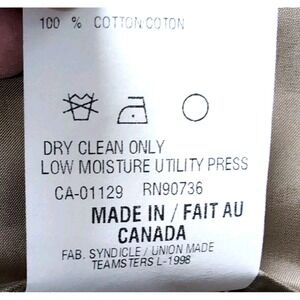 100 % COTTON COTON
DRY CLEAN ONLY
LOW MOISTURE UTILITY PRESS
CA-01129 RN90736
MADE IN / FAIT AU
CANADA
FAB. SYNDICLE / UNION MADE
TEAMSTERS L-1998